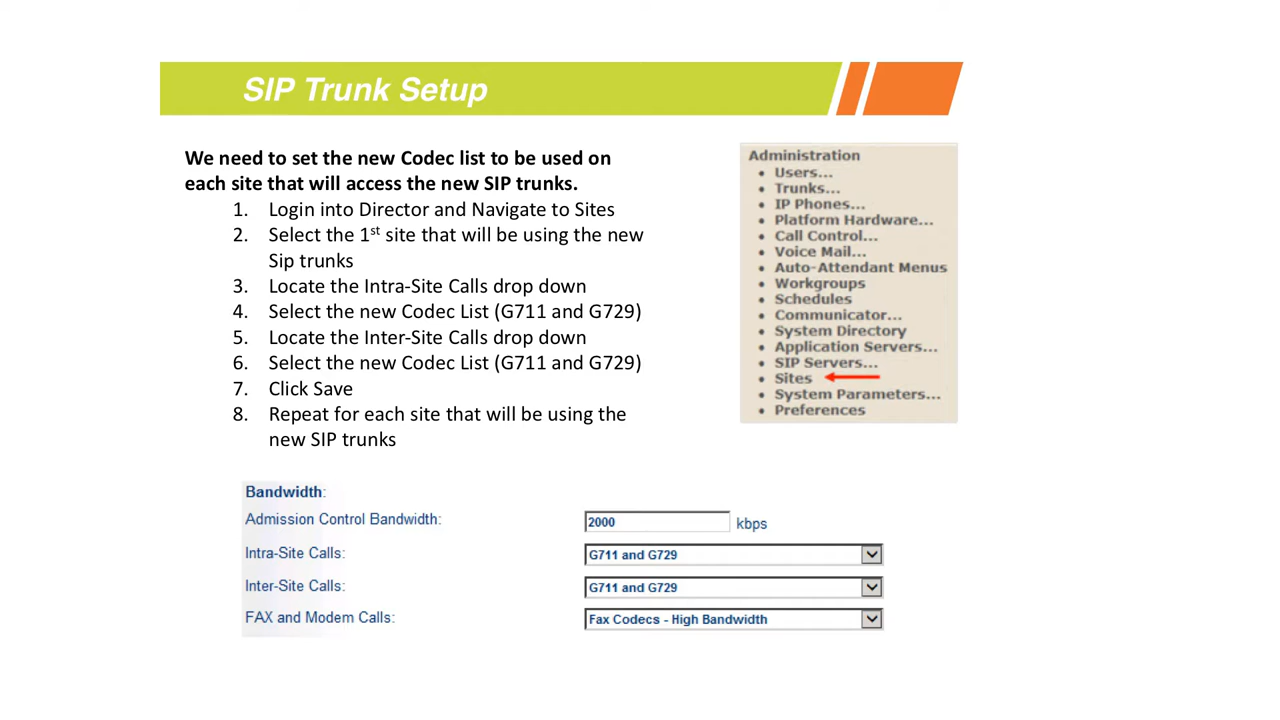 SIP Trunk Setup
We need to set the new Codec list to be used on
each site that will access the new SIP trunks.
1. Login into Director and Navigate to Sites
2. Select the 1st site that will be using the new
Sip trunks
3. Locate the Intra-Site Calls drop down
4. Select the new Codec List (G711 and G729)
5. Locate the Inter-Site Calls drop down
6. Select the new Codec List (G711 and G729)
7. Click Save
8. Repeat for each site that will be using the
new SIP trunks
Administration
• Users...
• Trunks...
• IP Phones...
• Platform Hardware...
• Call Control...
• Voice Mail...
• Auto-Attendant Menus
• Workgroups
• Schedules
• Communicator...
• System Directory
• Application Servers...
• SIP Servers...
• Sites
• System Parameters...
• Preferences
Bandwidth:
Admission Control Bandwidth: 2000 kbps
Intra-Site Calls: G711 and G729
Inter-Site Calls: G711 and G729
FAX and Modem Calls: Fax Codecs - High Bandwidth